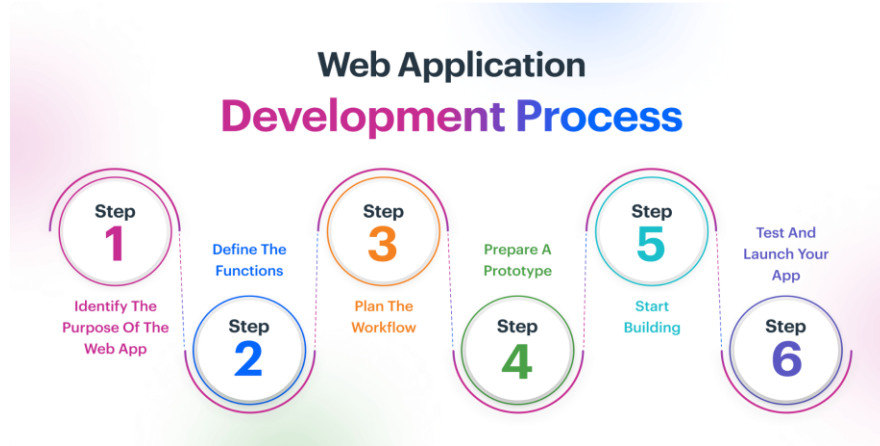 Web Application
Development Process
Step
1
Identify The
Purpose Of The
Web App
Define The
Functions
Step
2
Step
3
Plan The
Workflow
Prepare A
Prototype
Step
4
Step
5
Start
Building
Test And
Launch Your
App
Step
6